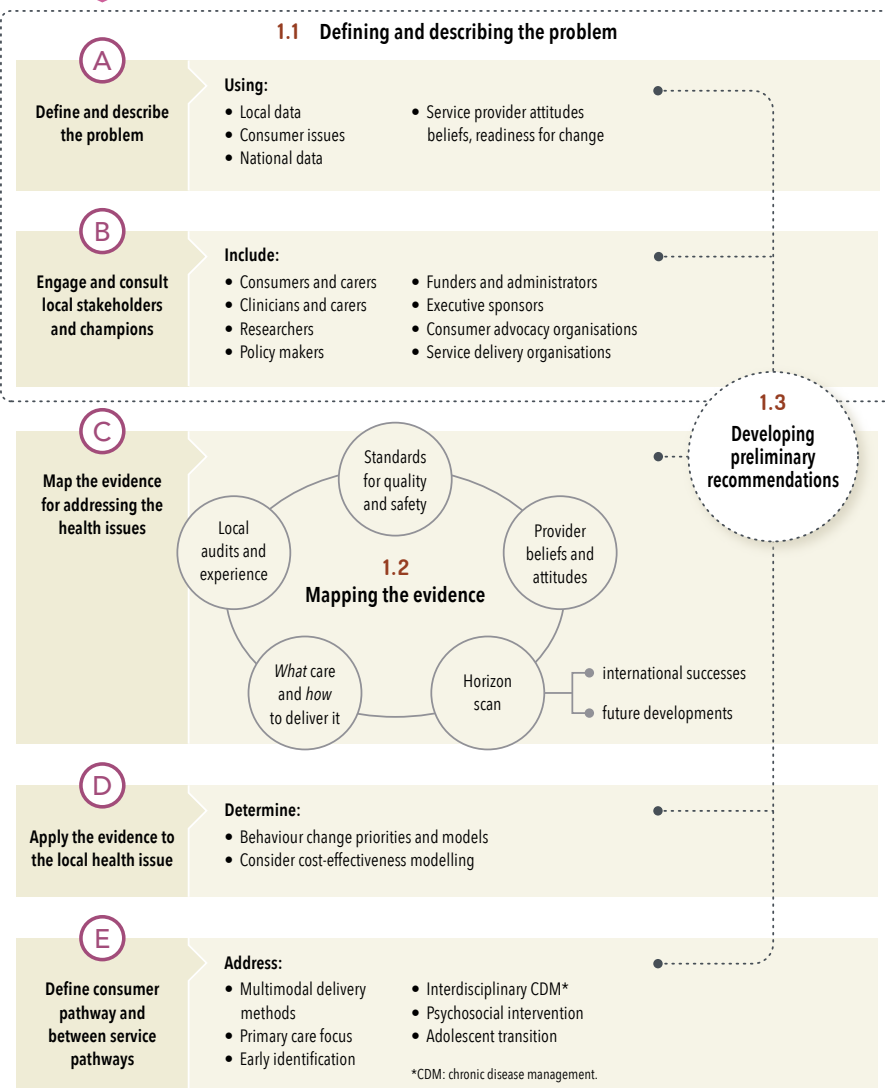 1.1 Defining and describing the problem
A
Define and describe
the problem
Using:
• Local data
• Consumer issues
• National data
• Service provider attitudes
beliefs, readiness for change
B
Engage and consult
local stakeholders
and champions
Include:
• Consumers and carers
• Clinicians and carers
• Researchers
• Policy makers
• Funders and administrators
• Executive sponsors
• Consumer advocacy organisations
• Service delivery organisations
1.3
Developing
preliminary
recommendations
C
Map the evidence
for addressing the
health issues
Standards
for quality
and safety
Local
audits and
experience
Provider
beliefs and
attitudes
1.2
Mapping the evidence
What care
and how
to deliver it
Horizon
scan
international successes
future developments
D
Apply the evidence to
the local health issue
Determine:
• Behaviour change priorities and models
• Consider cost-effectiveness modelling
E
Define consumer
pathway and
between service
pathways
Address:
• Multimodal delivery
methods
• Primary care focus
• Early identification
• Interdisciplinary CDM*
• Psychosocial intervention
• Adolescent transition
*CDM: chronic disease management.